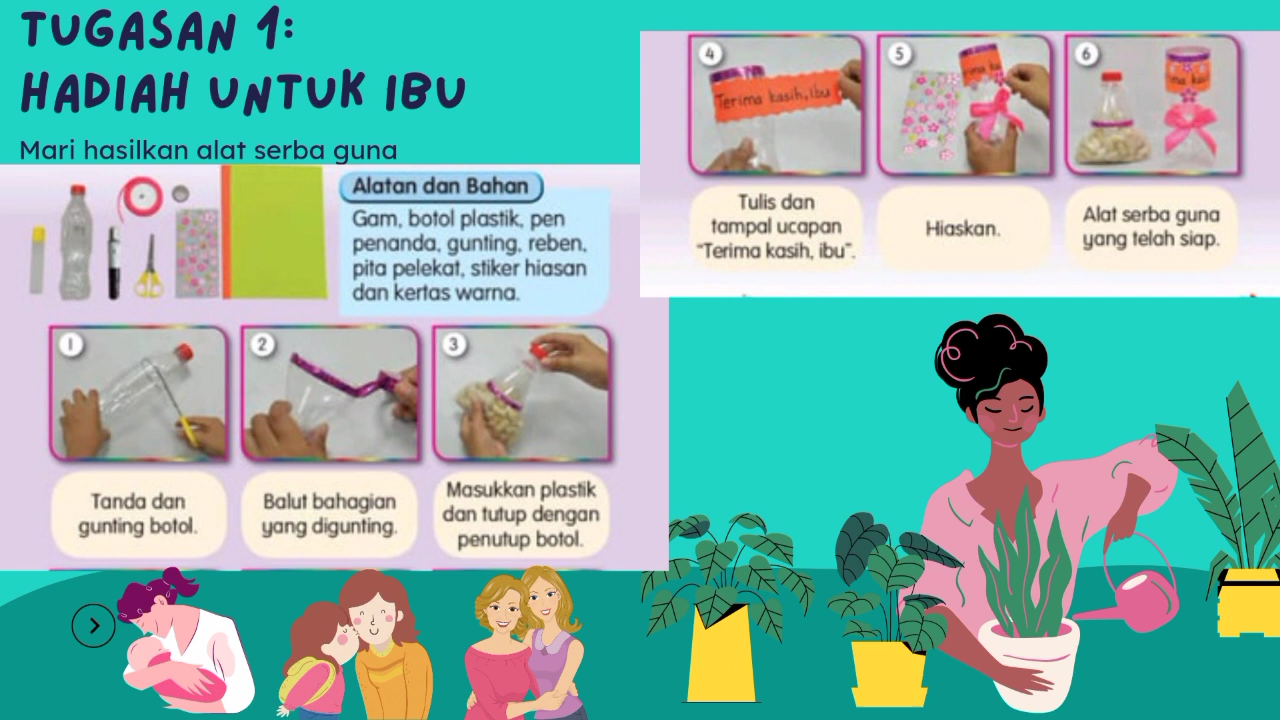 TUGASAN 1:
HADIAH UNTUK IBU
Mari hasilkan alat serba guna
Alatan dan Bahan
Gam, botol plastik, pen
penanda, gunting, reben,
pita pelekat, stiker hiasan
dan kertas warna.
1
2
3
Tanda dan
gunting botol.
Balut bahagian
yang digunting.
Masukkan plastik
dan tutup dengan
penutup botol.
4
5
6
Terima kasih, ibu
Tulis dan
tampal ucapan
“Terima kasih, ibu”.
Hiaskan.
Alat serba guna
yang telah siap.